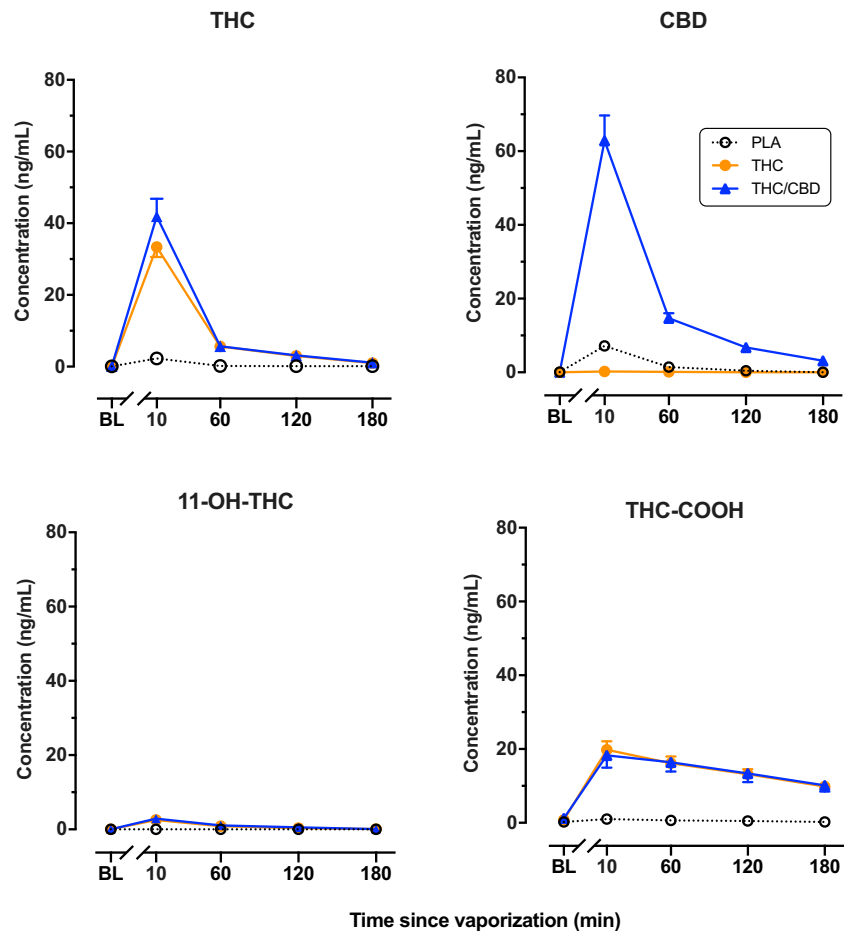 THC
Concentration (ng/mL)
80
60
40
20
0
BL 10 60 120 180
CBD
Concentration (ng/mL)
80
60
40
20
0
PLA
THC
THC/CBD
BL 10 60 120 180
11-OH-THC
Concentration (ng/mL)
80
60
40
20
0
BL 10 60 120 180
THC-COOH
Concentration (ng/mL)
80
60
40
20
0
BL 10 60 120 180
Time since vaporization (min)